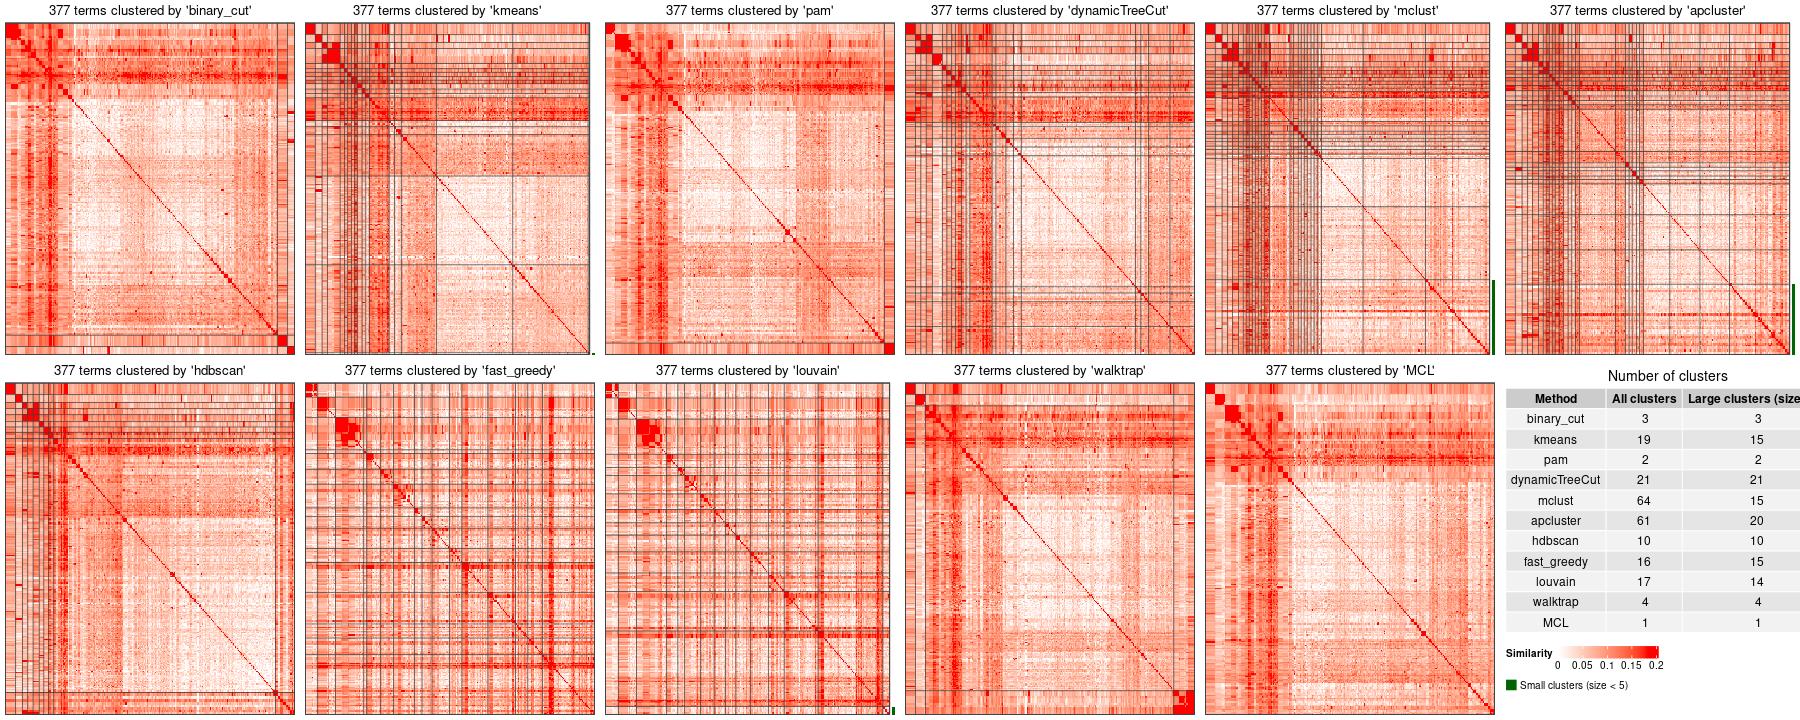 377 terms clustered by 'binary_cut'
377 terms clustered by 'kmeans'
377 terms clustered by 'pam'
377 terms clustered by 'dynamicTreeCut'
377 terms clustered by 'mclust'
377 terms clustered by 'apcluster'
377 terms clustered by 'hdbscan'
377 terms clustered by 'fast_greedy'
377 terms clustered by 'louvain'
377 terms clustered by 'walktrap'
377 terms clustered by 'MCL'
Number of clusters
Method All clusters Large clusters (size
binary_cut 3 3
kmeans 19 15
pam 2 2
dynamicTreeCut 21 21
mclust 64 15
apcluster 61 20
hdbscan 10 10
fast_greedy 16 15
louvain 17 14
walktrap 4 4
MCL 1 1
Similarity
0 0.05 0.1 0.15 0.2
Small clusters (size < 5)